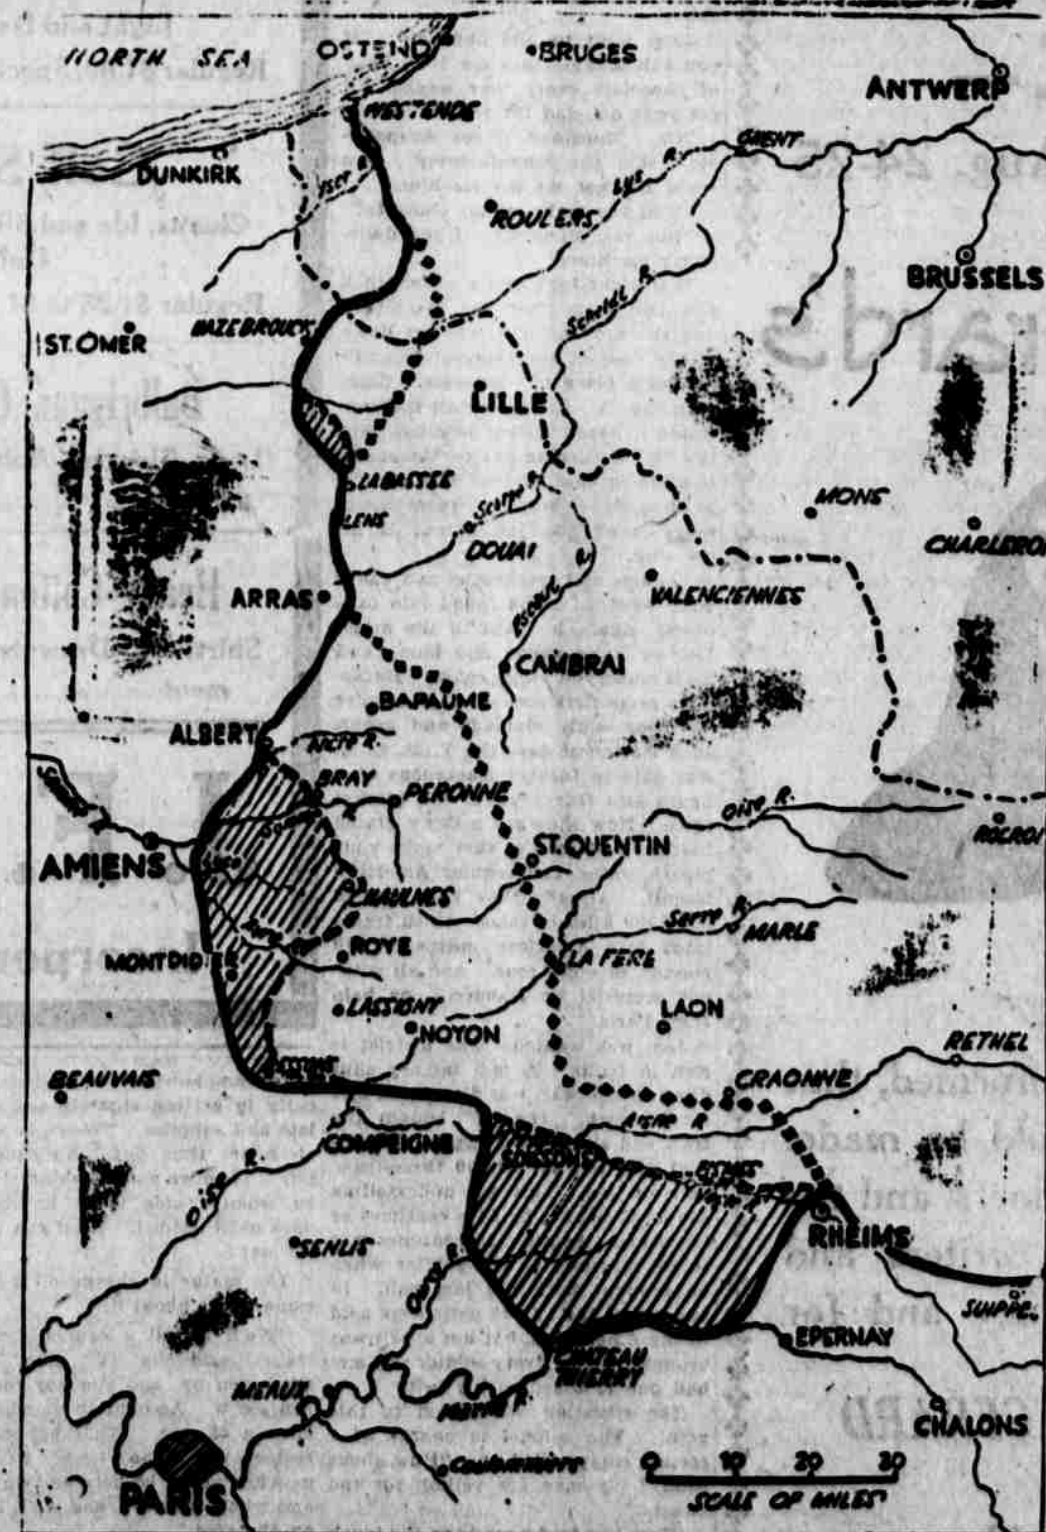 NORTH SEA
OSTEND
BRUGES
ANTWERP
WESTENDE
DUNKIRK
Yser R.
GHENT
Lys R.
ROULERS
BRUSSELS
Scheldt R.
HAZEBROUCK
ST. OMER
LILLE
LA BASSEE
LENS
Scarpe R.
DOUAI
MONS
CHARLEROI
ARRAS
VALENCIENNES
Escaut R.
CAMBRAI
BAPAUME
ALBERT
Ancre R.
BRAY
PERONNE
Oise R.
ROCROI
AMIENS
ST. QUENTIN
CHAULNES
Serre R.
MARLE
ROYE
MONTDIDIER
LA FERE
LASSIGNY
NOYON
LAON
RETHEL
BEAUVAIS
CRAONNE
Aisne R.
COMPEIGNE
SOISSONS
FISMES
Vesle R.
Oise R.
RHEIMS
SENLIS
Ourcq R.
SUIPPE.
EPERNAY
CHATEAU
THIERRY
MEAUX
Marne R.
CHALONS
Coulommiers
PARIS
0 10 20 30
SCALE OF MILES